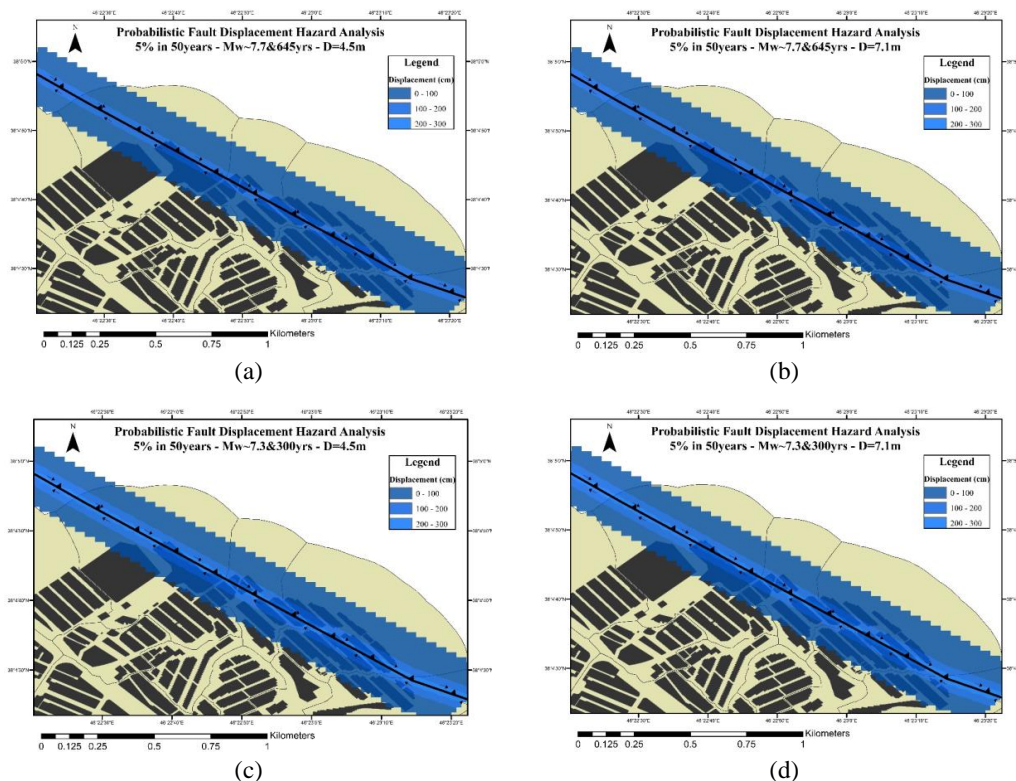 Probabilistic Fault Displacement Hazard Analysis
5% in 50years - Mw~7.7&645yrs - D=4.5m
N
Legend
Displacement (cm)
0 - 100
100 - 200
200 - 300
0 0.125 0.25 0.5 0.75 1
Kilometers
(a)
Probabilistic Fault Displacement Hazard Analysis
5% in 50years - Mw~7.7&645yrs - D=7.1m
N
Legend
Displacement (cm)
0 - 100
100 - 200
200 - 300
0 0.125 0.25 0.5 0.75 1
Kilometers
(b)
Probabilistic Fault Displacement Hazard Analysis
5% in 50years - Mw~7.3&300yrs - D=4.5m
N
Legend
Displacement (cm)
0 - 100
100 - 200
200 - 300
0 0.125 0.25 0.5 0.75 1
Kilometers
(c)
Probabilistic Fault Displacement Hazard Analysis
5% in 50years - Mw~7.3&300yrs - D=7.1m
N
Legend
Displacement (cm)
0 - 100
100 - 200
200 - 300
0 0.125 0.25 0.5 0.75 1
Kilometers
(d)